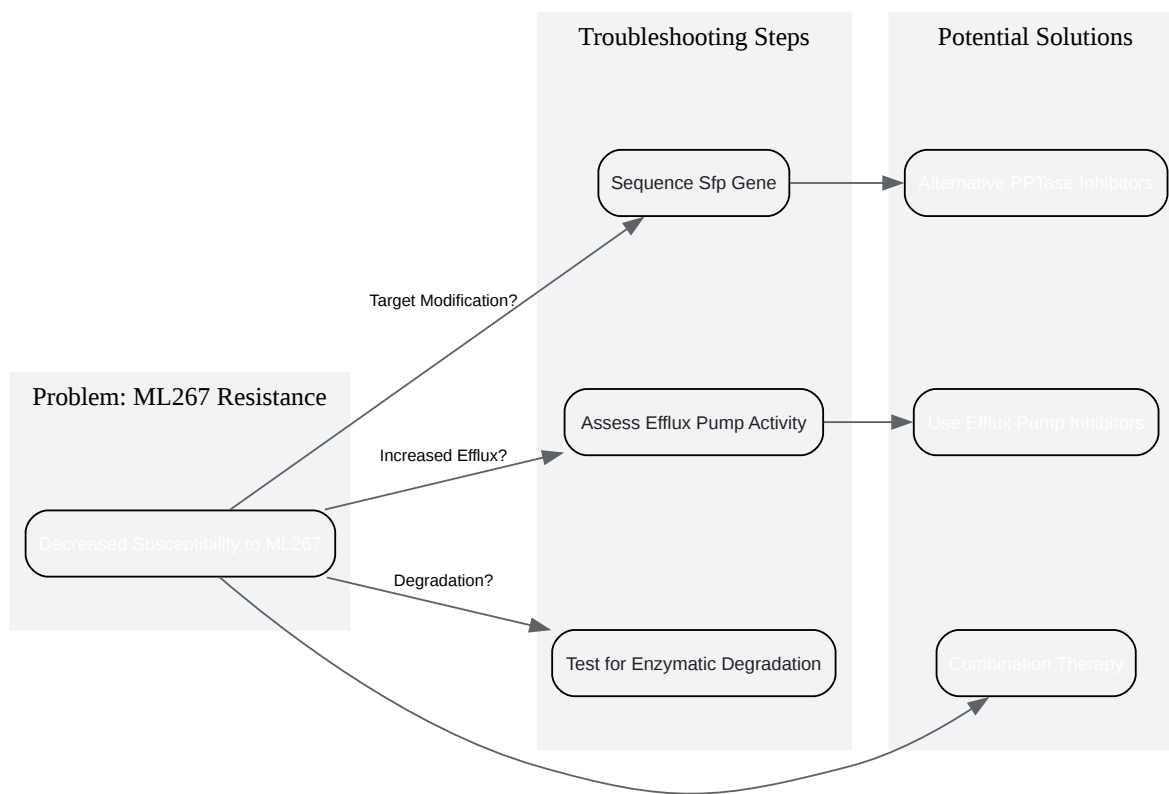 Troubleshooting Steps
Potential Solutions
Sequence Sfp Gene
Alternative PPTase Inhibitors
Target Modification?
Problem: ML267 Resistance
Assess Efflux Pump Activity
Use Efflux Pump Inhibitors
Increased Efflux?
Decreased Susceptibility to ML267
Degradation?
Test for Enzymatic Degradation
Combination Therapy